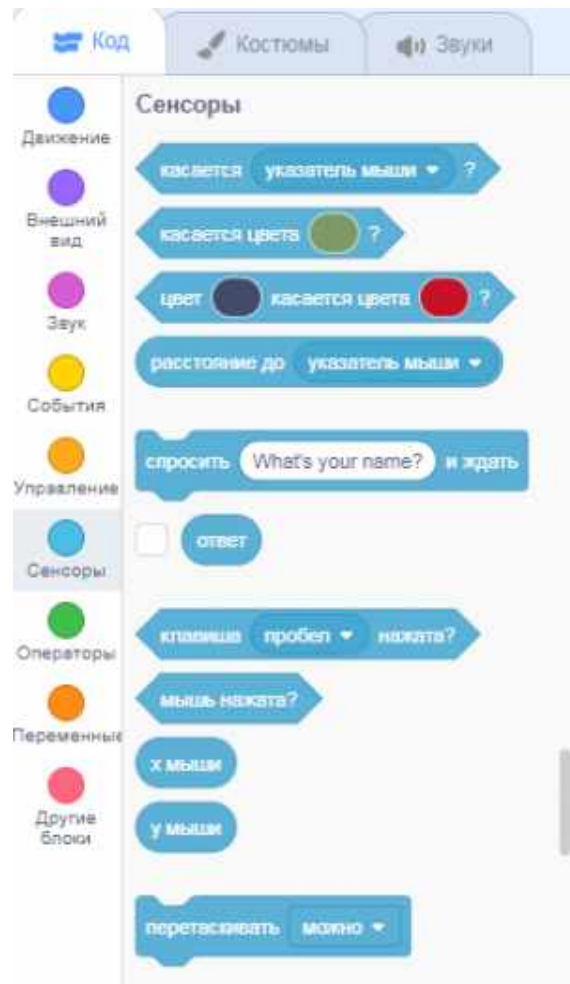 Код
Костюмы
Звуки
Движение
Внешний
вид
Звук
События
Управление
Сенсоры
Операторы
Переменные
Другие
блоки
Сенсоры
касается указатель мыши ?
касается цвета ?
цвет касается цвета ?
расстояние до указатель мыши
спросить What's your name? и ждать
ответ
клавиша пробел нажата?
мышь нажата?
x мыши
y мыши
перетаскивать можно